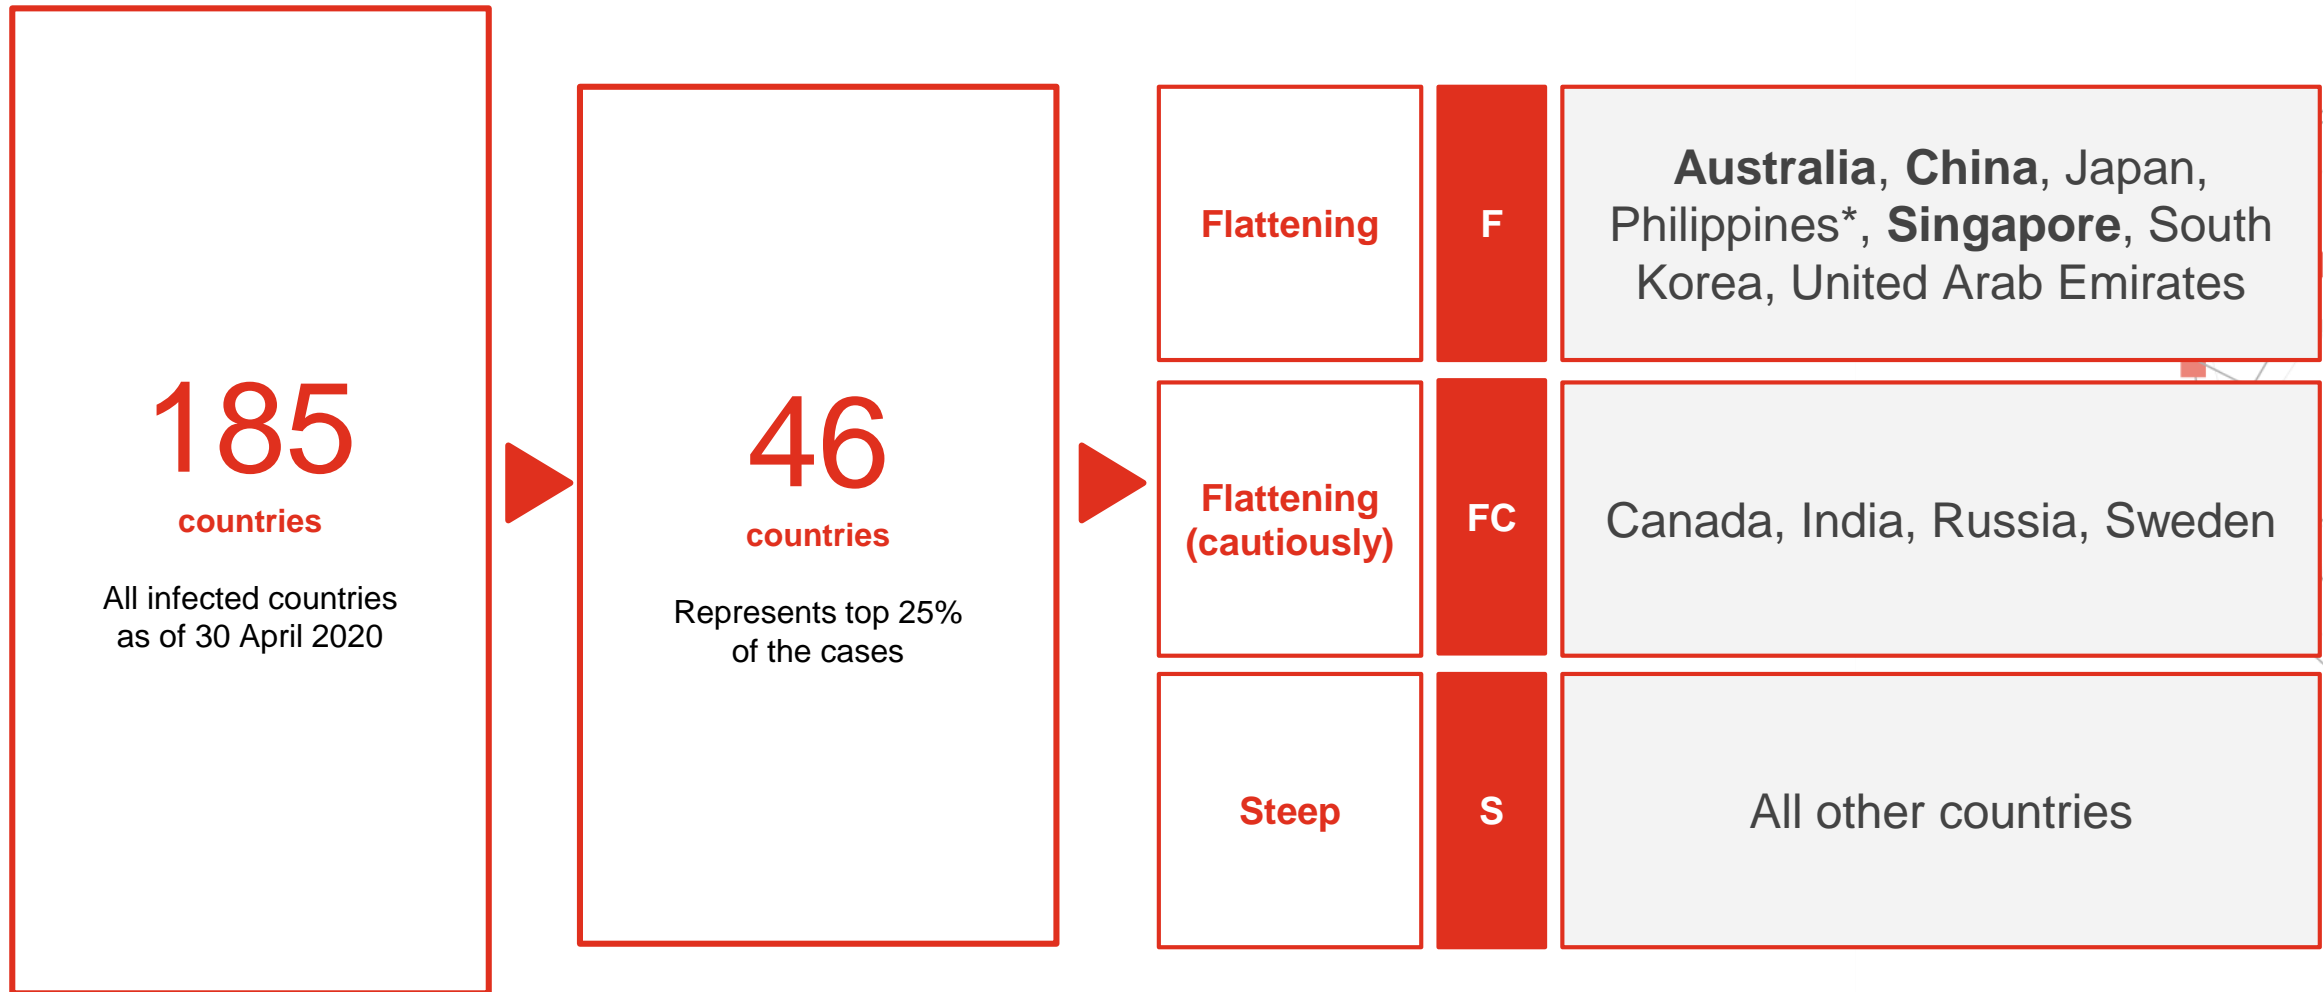 185
countries
All infected countries
as of 30 April 2020
46
countries
Represents top 25%
of the cases
Flattening
F
Australia, China, Japan,
Philippines*, Singapore, South
Korea, United Arab Emirates
Flattening
(cautiously)
FC
Canada, India, Russia, Sweden
Steep
S
All other countries